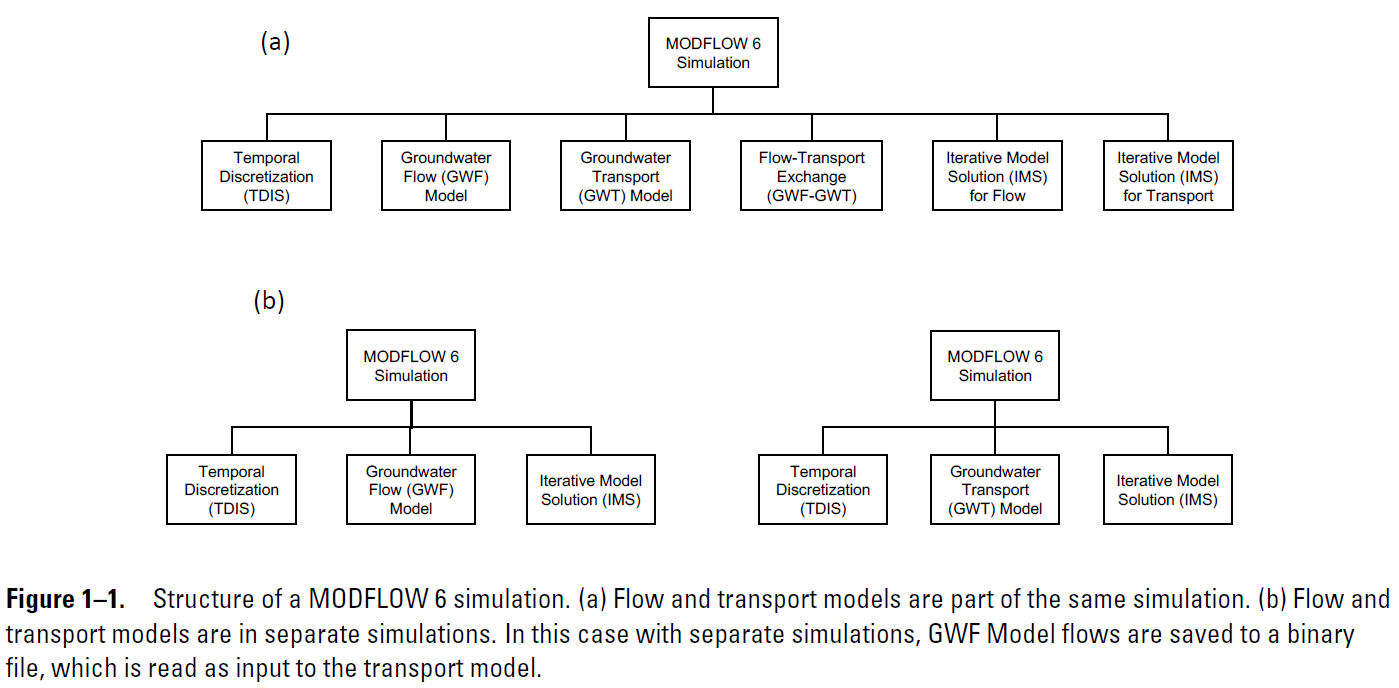 (a)
MODFLOW 6
Simulation
Temporal
Discretization
(TDIS)
Groundwater
Flow (GWF)
Model
Groundwater
Transport
(GWT) Model
Flow-Transport
Exchange
(GWF-GWT)
Iterative Model
Solution (IMS)
for Flow
Iterative Model
Solution (IMS)
for Transport
(b)
MODFLOW 6
Simulation
Temporal
Discretization
(TDIS)
Groundwater
Flow (GWF)
Model
Iterative Model
Solution (IMS)
MODFLOW 6
Simulation
Temporal
Discretization
(TDIS)
Groundwater
Transport
(GWT) Model
Iterative Model
Solution (IMS)
Figure 1–1. Structure of a MODFLOW 6 simulation. (a) Flow and transport models are part of the same simulation. (b) Flow and
transport models are in separate simulations. In this case with separate simulations, GWF Model flows are saved to a binary
file, which is read as input to the transport model.